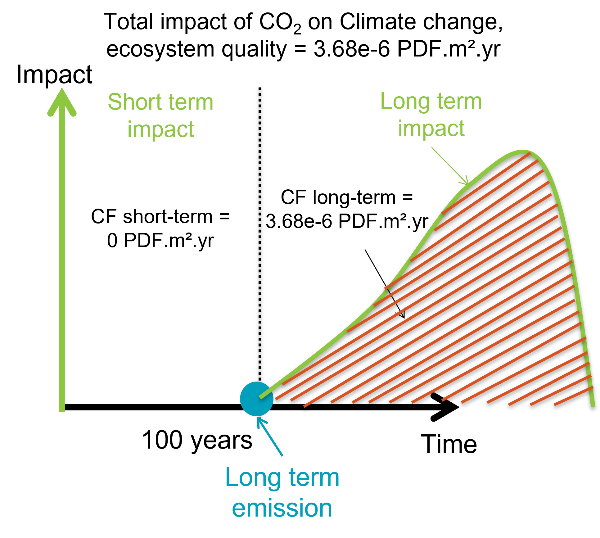 Total impact of CO₂ on Climate change,
ecosystem quality = 3.68e-6 PDF.m².yr
Impact
Short term
impact
Long term
impact
CF short-term =
0 PDF.m².yr
CF long-term =
3.68e-6 PDF.m².yr
100 years
Time
Long term
emission